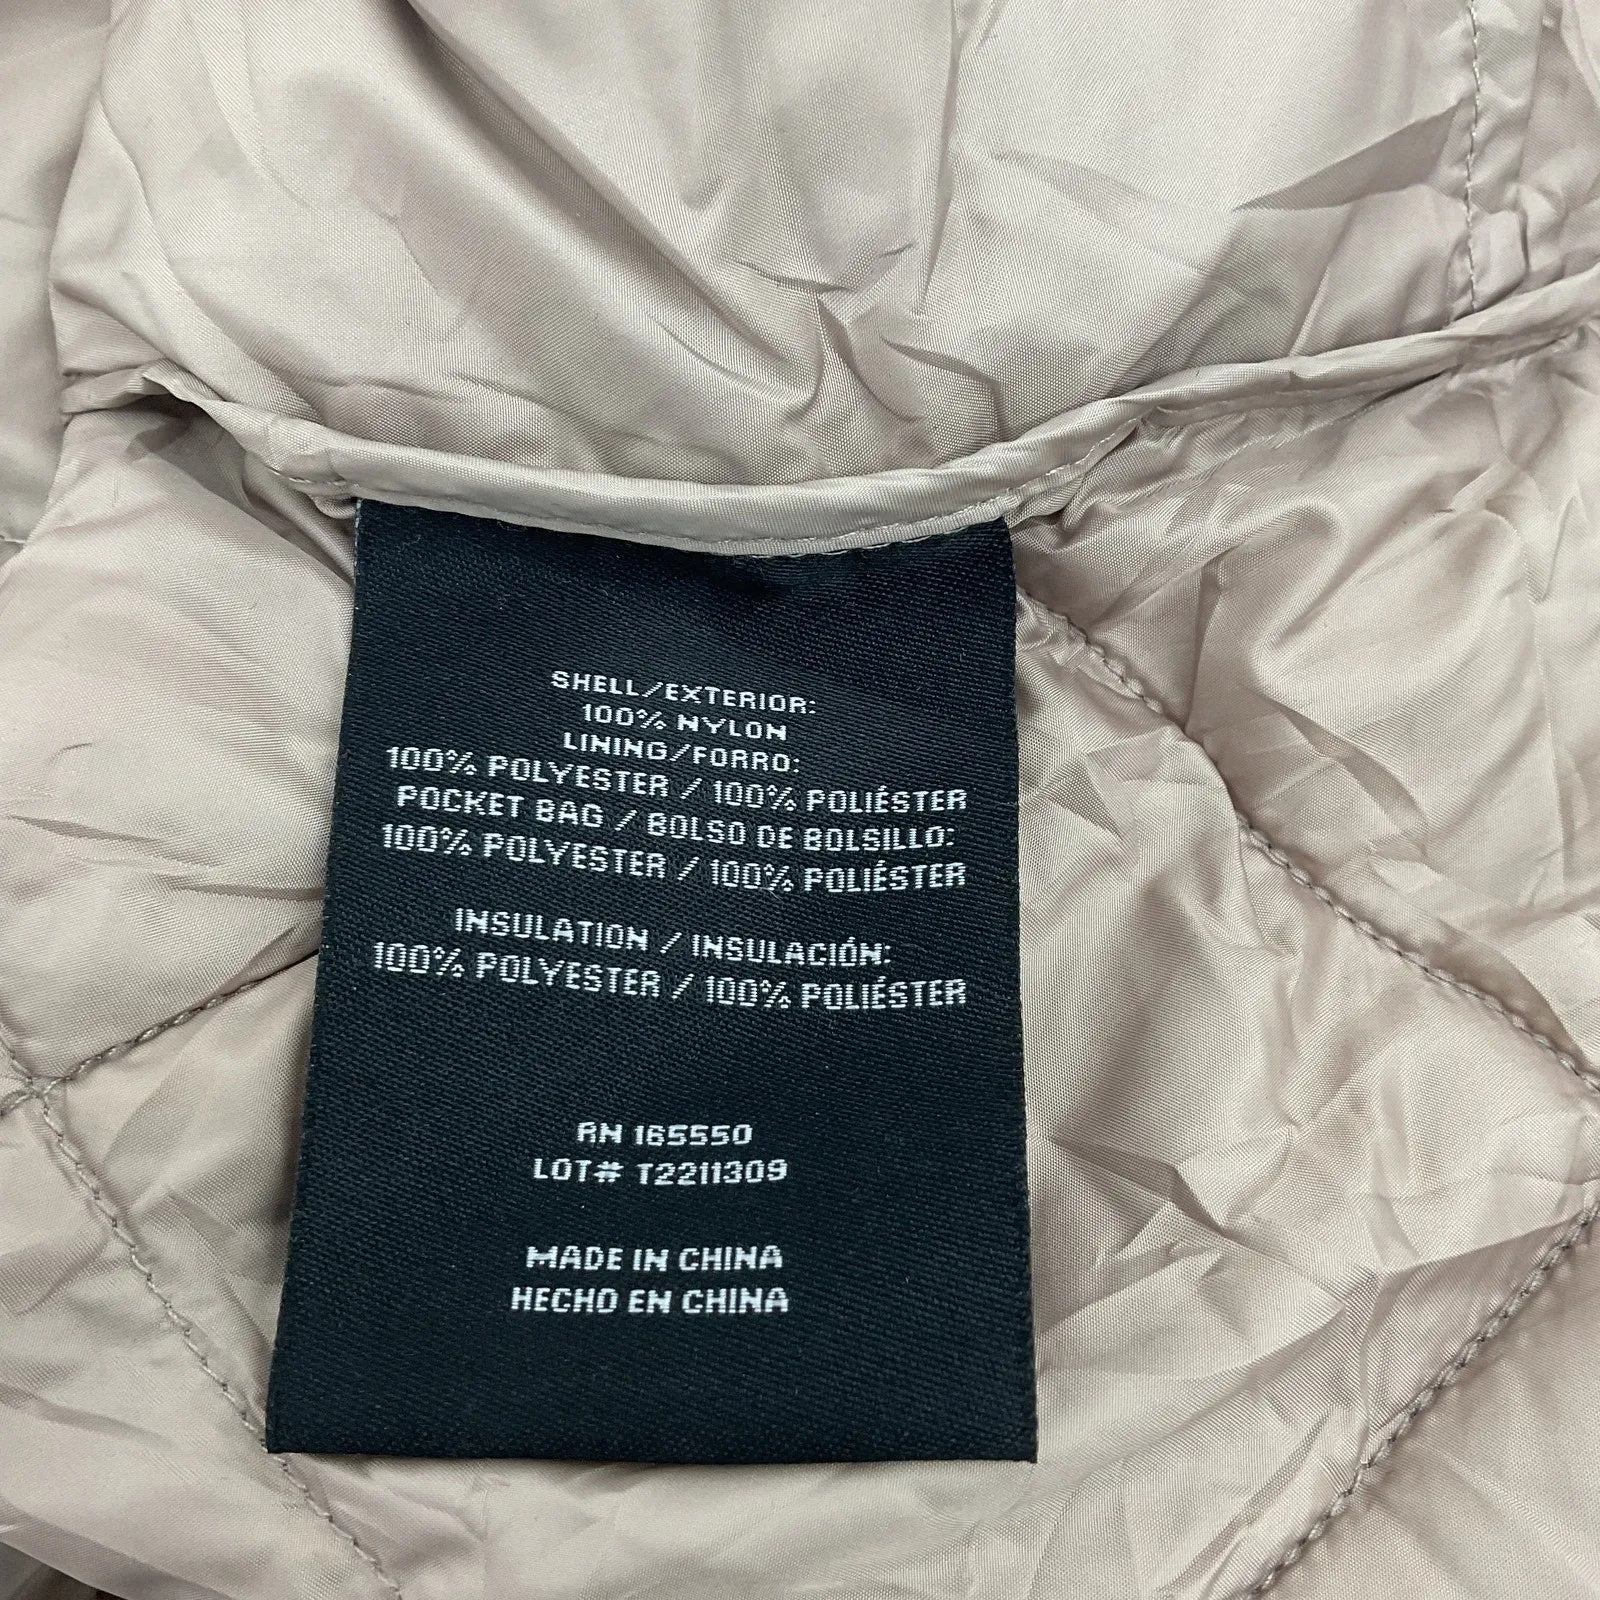 SHELL/EXTERIOR:
100% NYLON
LINING/FORRO:
100% POLYESTER / 100% POLIÉSTER
POCKET BAG / BOLSO DE BOLSILLO:
100% POLYESTER / 100% POLIÉSTER
INSULATION / INSULACIÓN:
100% POLYESTER / 100% POLIÉSTER
RN 165550
LOT# T2211309
MADE IN CHINA
HECHO EN CHINA